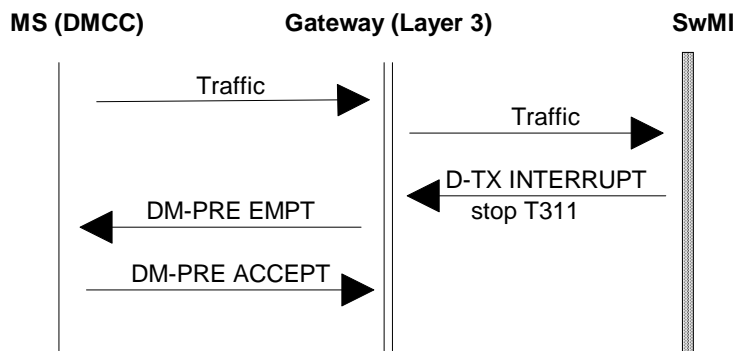 MS (DMCC) Gateway (Layer 3) SwMI
Traffic
Traffic
D-TX INTERRUPT
stop T311
DM-PRE EMPT
DM-PRE ACCEPT